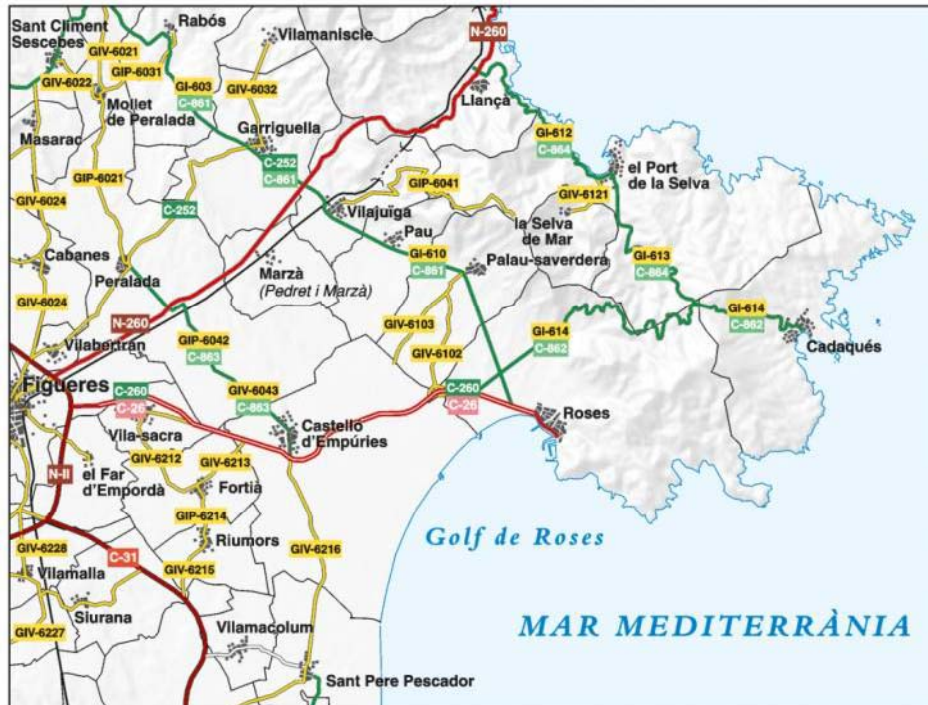 Sant Climent
Sescebes
GIV-6021
Rabós
Vilamaniscle
N-260
GIV-6022
GIP-6031
GI-603
C-861
GIV-6032
Mollet
de Peralada
Llançà
Masarac
Garriguella
GI-612
C-864
el Port
de la Selva
C-252
C-861
GIP-6021
GIP-6041
GIV-6121
GIV-6024
C-252
Vilajuïga
la Selva
de Mar
Pau
GI-610
C-861
GI-613
C-864
Cabanes
Peralada
Marzà
(Pedret i Marzà)
Palau-saverdera
GIV-6024
N-260
GIP-6042
C-863
GIV-6103
GI-614
C-862
GI-614
C-862
Cadaqués
Vilabertran
GIV-6102
Figueres
C-260
C-26
GIV-6043
C-863
C-260
C-26
Roses
Vila-sacra
Castelló
d'Empúries
GIV-6212
GIV-6213
N-II
el Far
d'Empordà
Fortià
GIP-6214
Golf de Roses
Riumors
GIV-6228
C-31
GIV-6215
GIV-6216
Vilamalla
Siurana
GIV-6227
Vilamacolum
MAR MEDITERRÀNIA
Sant Pere Pescador